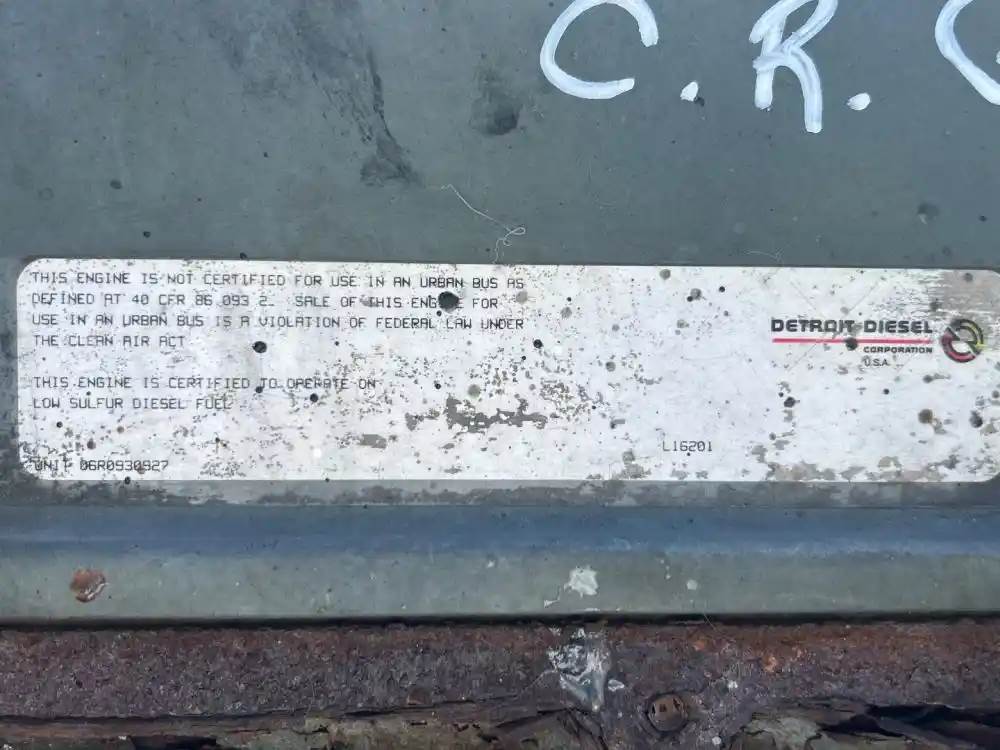 C.R.C
THIS ENGINE IS NOT CERTIFIED FOR USE IN AN URBAN BUS AS
DEFINED AT 40 CFR 86 093 2. SALE OF THIS ENGINE FOR
USE IN AN URBAN BUS IS A VIOLATION OF FEDERAL LAW UNDER
THE CLEAN AIR ACT
THIS ENGINE IS CERTIFIED TO OPERATE ON
LOW SULFUR DIESEL FUEL
UNIT 06R0930927
L16201
DETROIT DIESEL
CORPORATION
U.S.A.